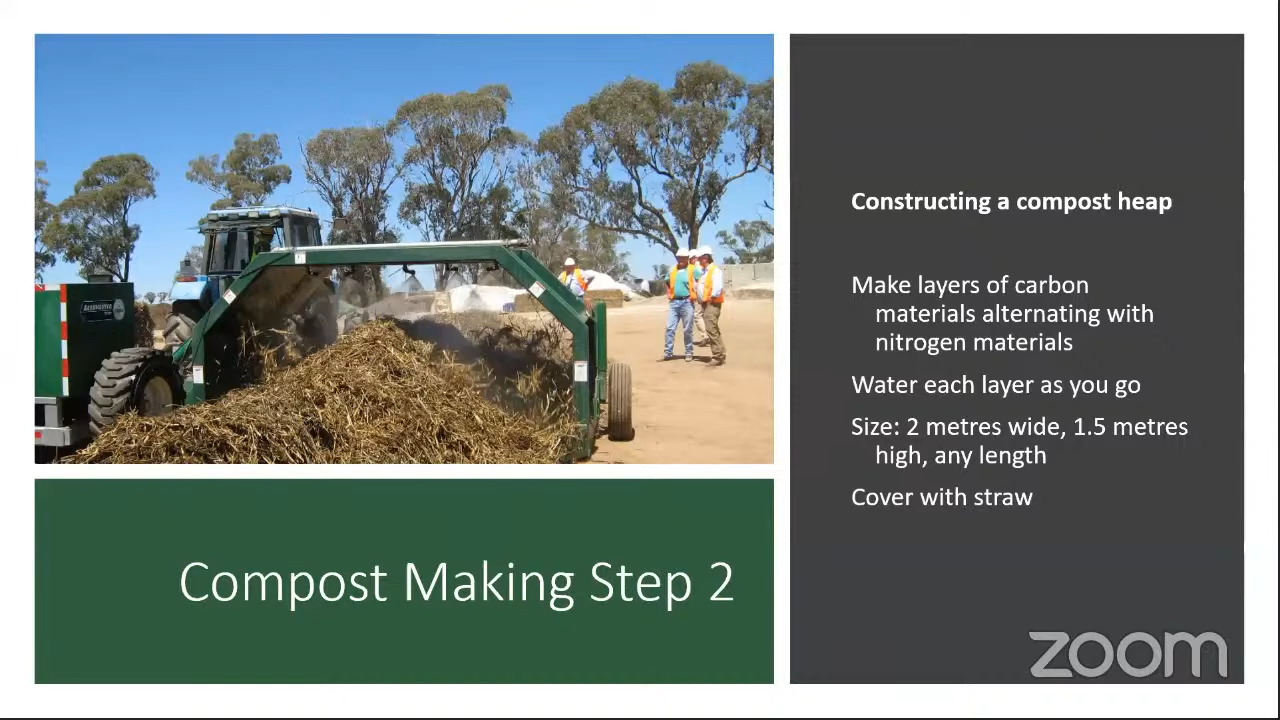 Constructing a compost heap
Make layers of carbon
materials alternating with
nitrogen materials
Water each layer as you go
Size: 2 metres wide, 1.5 metres
high, any length
Cover with straw
Compost Making Step 2
zoom